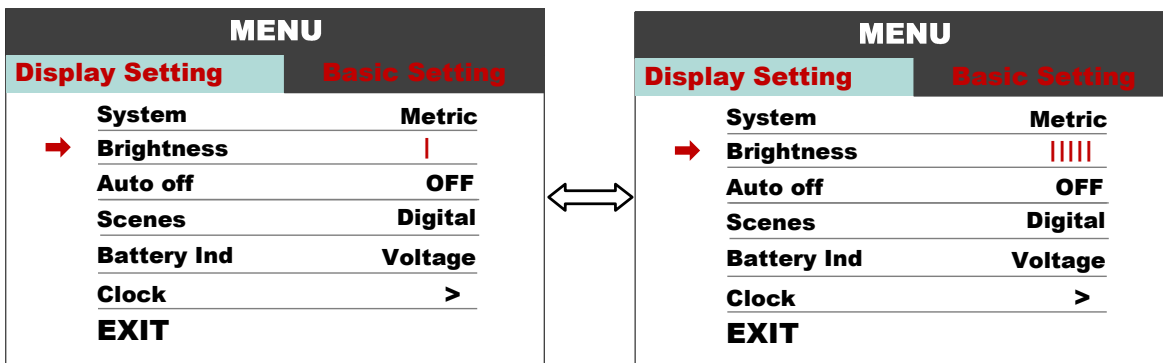 MENU
Display Setting Basic Setting
System Metric
Brightness |
Auto off OFF
Scenes Digital
Battery Ind Voltage
Clock >
EXIT
MENU
Display Setting Basic Setting
System Metric
Brightness |||||
Auto off OFF
Scenes Digital
Battery Ind Voltage
Clock >
EXIT